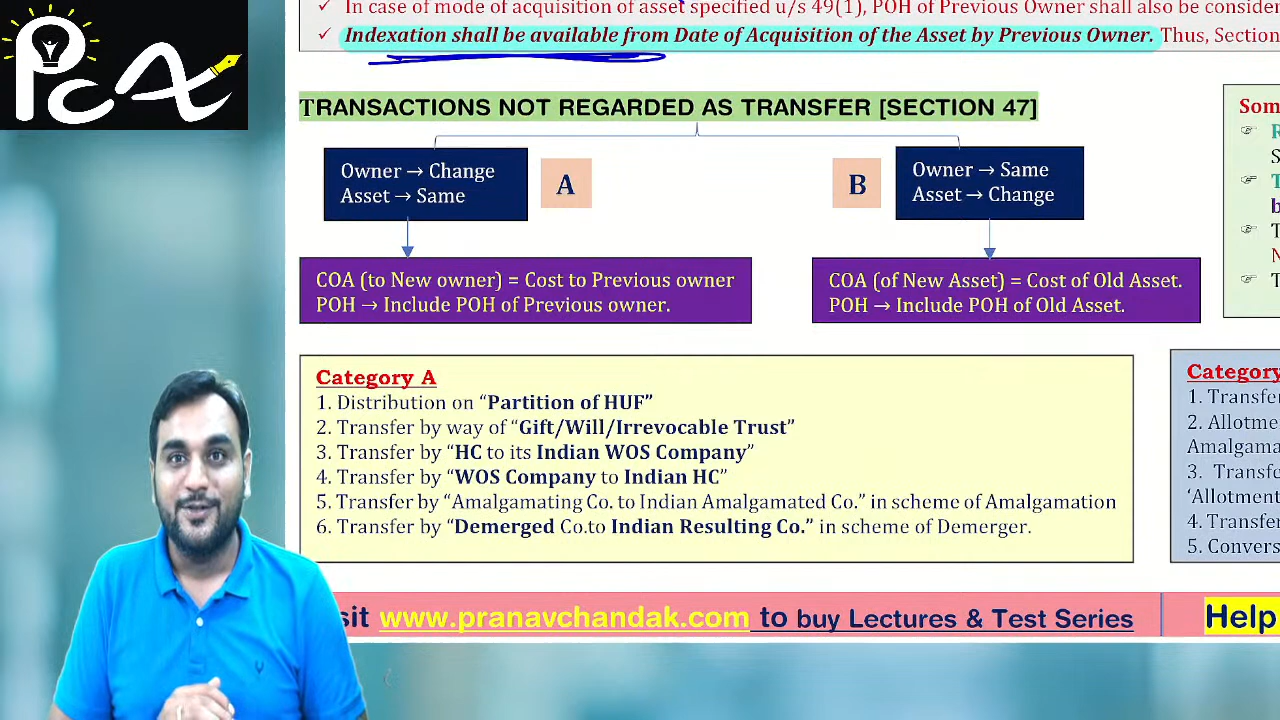 PCA
✓ In case of mode of acquisition of asset specified u/s 49(1), POH of Previous Owner shall also be conside
✓ Indexation shall be available from Date of Acquisition of the Asset by Previous Owner. Thus, Section
TRANSACTIONS NOT REGARDED AS TRANSFER [SECTION 47]
Owner → Change
Asset → Same
A
B
Owner → Same
Asset → Change
COA (to New owner) = Cost to Previous owner
POH → Include POH of Previous owner.
COA (of New Asset) = Cost of Old Asset.
POH → Include POH of Old Asset.
Som
Category A
1. Distribution on “Partition of HUF”
2. Transfer by way of “Gift/Will/Irrevocable Trust”
3. Transfer by “HC to its Indian WOS Company”
4. Transfer by “WOS Company to Indian HC”
5. Transfer by “Amalgamating Co. to Indian Amalgamated Co.” in scheme of Amalgamation
6. Transfer by “Demerged Co.to Indian Resulting Co.” in scheme of Demerger.
Category
1. Transfe
2. Allotme
Amalgama
3. Transfo
‘Allotment
4. Transfer
5. Convers
sit www.pranavchandak.com to buy Lectures & Test Series
Help